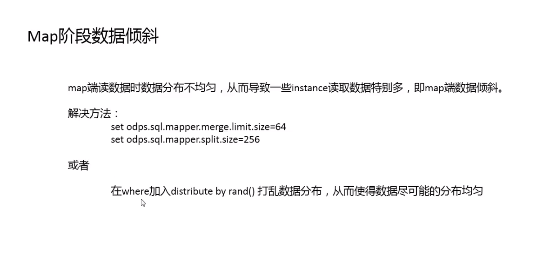 Map阶段数据倾斜
map端读数据时数据分布不均匀，从而导致一些instance读取数据特别多，即map端数据倾斜。
解决方法：
set odps.sql.mapper.merge.limit.size=64
set odps.sql.mapper.split.size=256
或者
在where加入distribute by rand() 打乱数据分布，从而使得数据尽可能的分布均匀